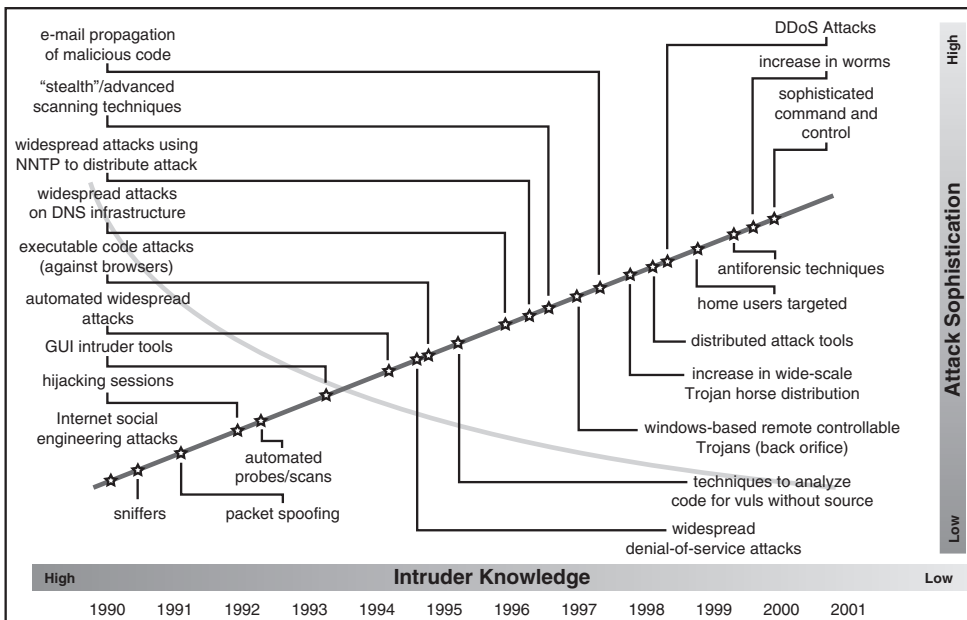 e-mail propagation
of malicious code
“stealth”/advanced
scanning techniques
widespread attacks using
NNTP to distribute attack
widespread attacks
on DNS infrastructure
executable code attacks
(against browsers)
automated widespread
attacks
GUI intruder tools
hijacking sessions
Internet social
engineering attacks
sniffers
packet spoofing
automated
probes/scans
DDoS Attacks
increase in worms
sophisticated
command and
control
antiforensic techniques
home users targeted
distributed attack tools
increase in wide-scale
Trojan horse distribution
windows-based remote controllable
Trojans (back orifice)
techniques to analyze
code for vuls without source
widespread
denial-of-service attacks
High
Attack Sophistication
Low
High
Intruder Knowledge
Low
1990 1991 1992 1993 1994 1995 1996 1997 1998 1999 2000 2001